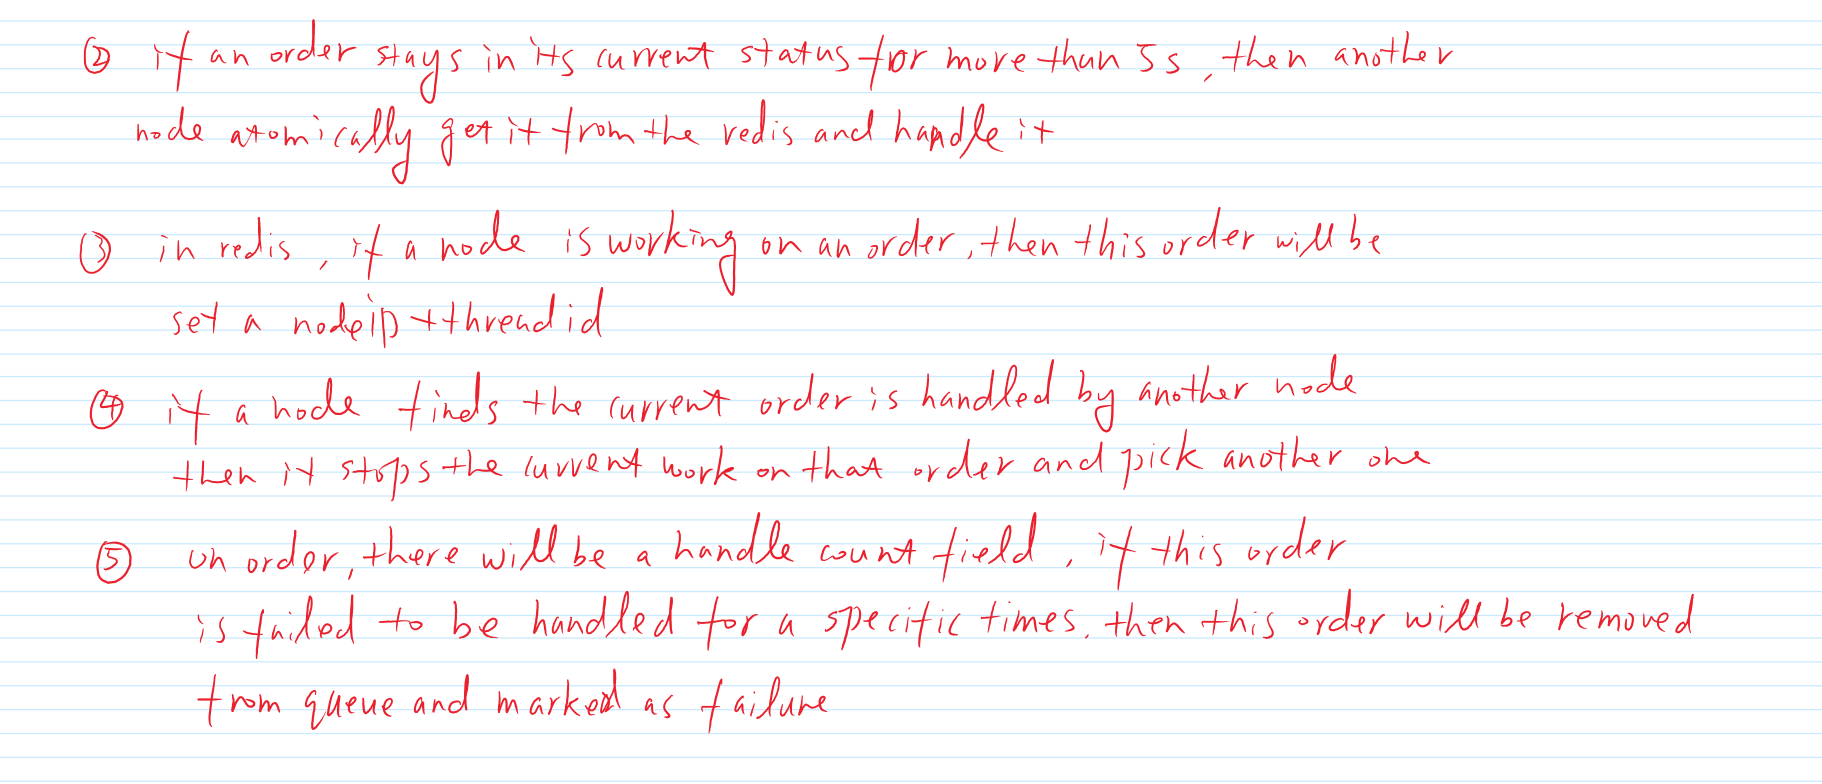 ② if an order stays in its current status for more than 5s, then another
node atomically get it from the redis and handle it
③ in redis, if a node is working on an order, then this order will be
set a nodeip+threadid
④ if a node finds the current order is handled by another node
then it stops the current work on that order and pick another one
⑤ on order, there will be a handle count field, if this order
is failed to be handled for a specific times, then this order will be removed
from queue and marked as failure